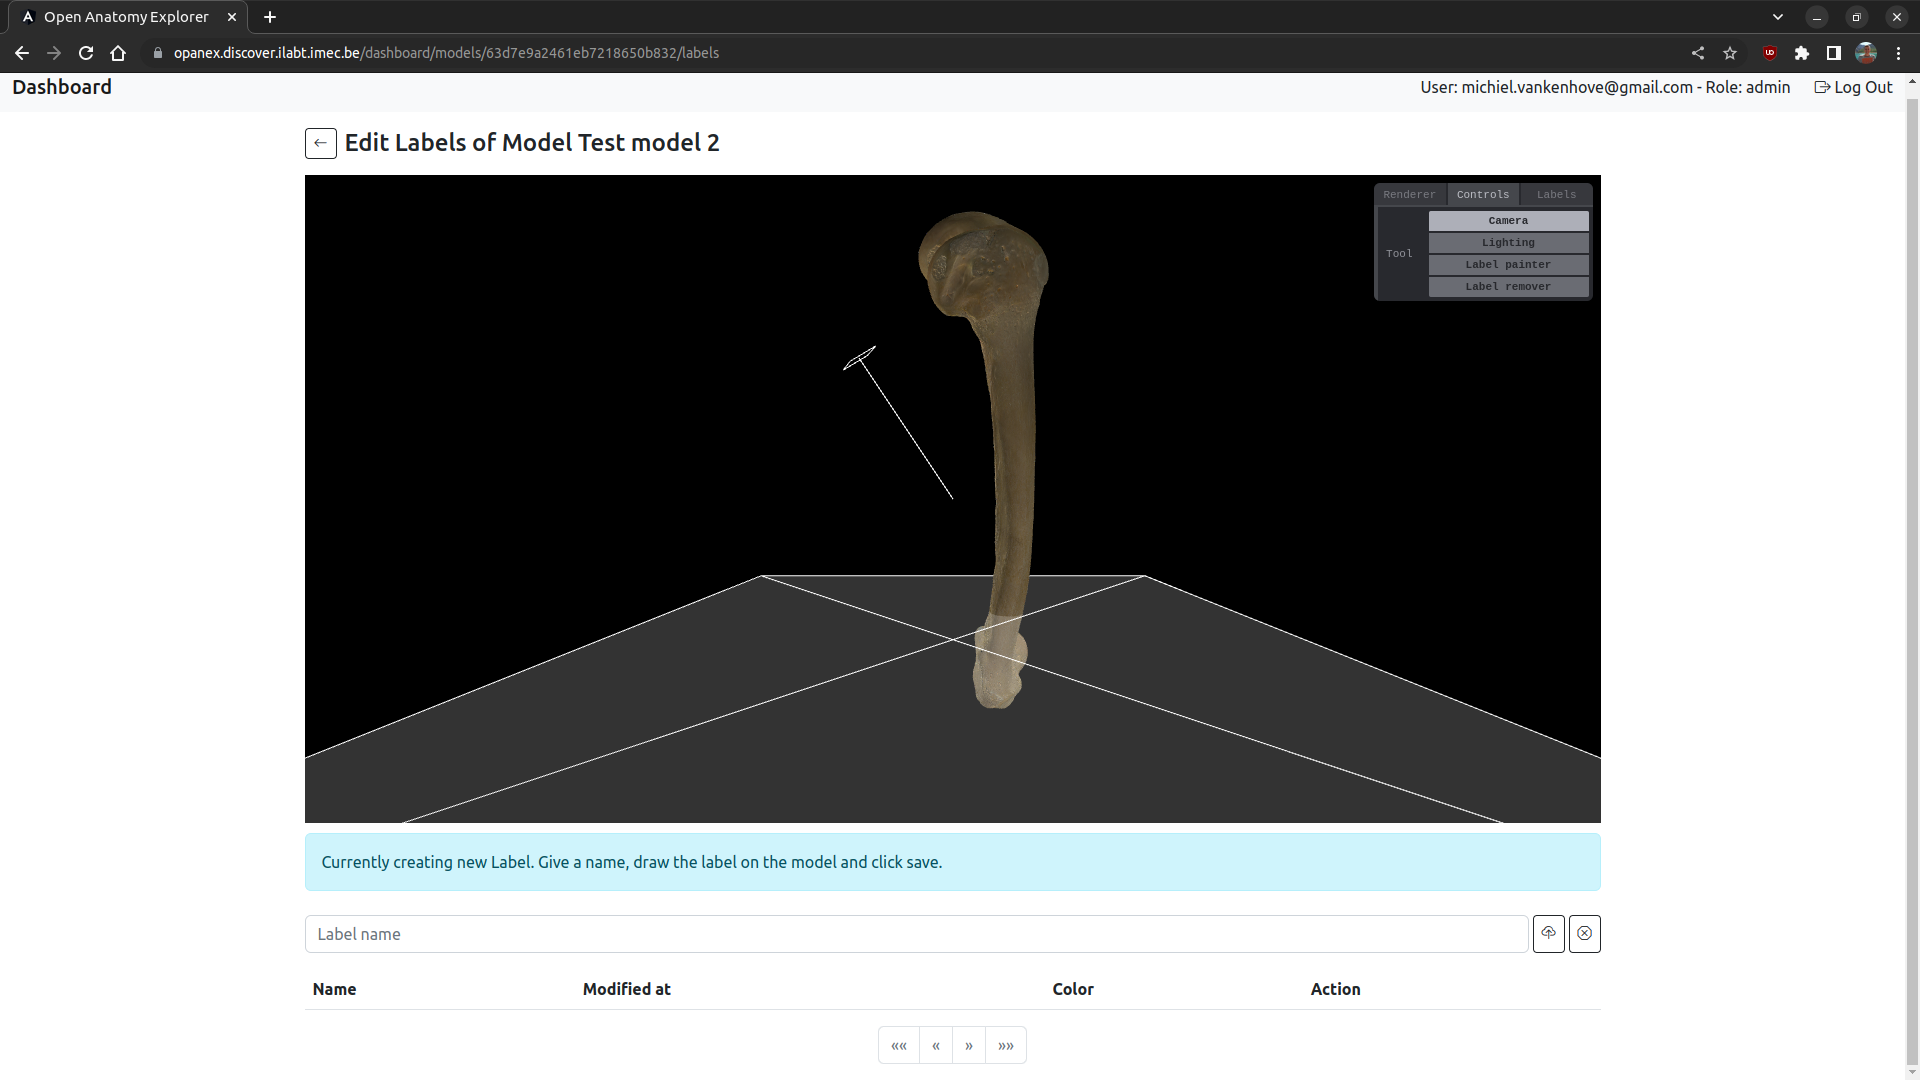 Open Anatomy Explorer
opanex.discover.ilabt.imec.be/dashboard/models/63d7e9a2461eb7218650b832/labels
Dashboard
User: michiel.vankenhove@gmail.com - Role: admin
Log Out
Edit Labels of Model Test model 2
Renderer Controls Labels
Tool
Camera
Lighting
Label painter
Label remover
Currently creating new Label. Give a name, draw the label on the model and click save.
Label name
Name Modified at Color Action
«« « » »»